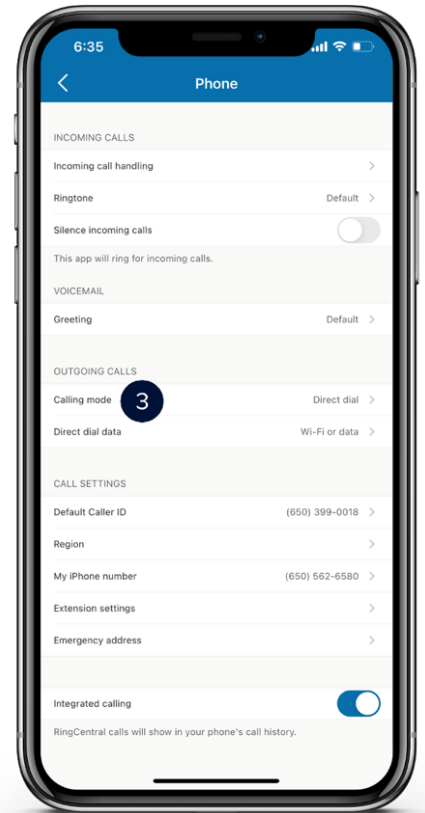 6:35
Phone
INCOMING CALLS
Incoming call handling
Ringtone Default
Silence incoming calls
This app will ring for incoming calls.
VOICEMAIL
Greeting Default
OUTGOING CALLS
Calling mode 3 Direct dial
Direct dial data Wi-Fi or data
CALL SETTINGS
Default Caller ID (650) 399-0018
Region
My iPhone number (650) 562-6580
Extension settings
Emergency address
Integrated calling
RingCentral calls will show in your phone's call history.